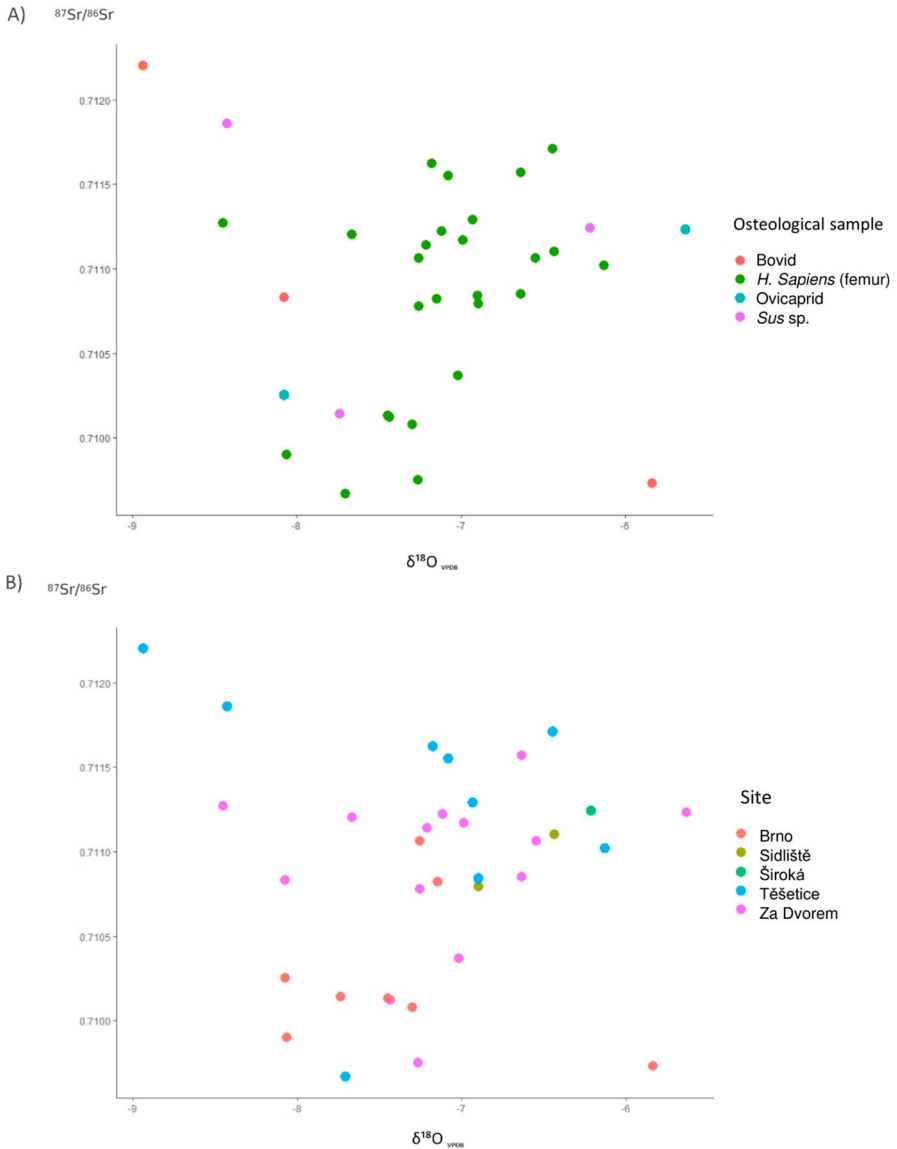 A)
⁸⁷Sr/⁸⁶Sr
0.7120
0.7115
0.7110
0.7105
0.7100
-9 -8 -7 -6
δ¹⁸O VPDB
Osteological sample
Bovid
H. Sapiens (femur)
Ovicaprid
Sus sp.
B)
⁸⁷Sr/⁸⁶Sr
0.7120
0.7115
0.7110
0.7105
0.7100
-9 -8 -7 -6
δ¹⁸O VPDB
Site
Brno
Sidliště
Široká
Těšetice
Za Dvorem